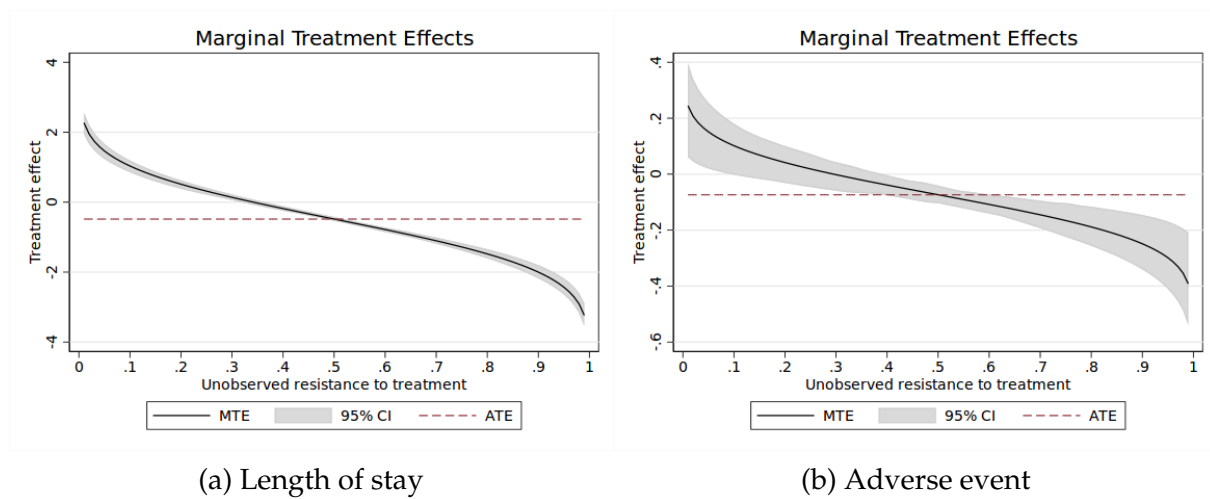 Marginal Treatment Effects
4
2
0
-2
-4
Treatment effect
0 .1 .2 .3 .4 .5 .6 .7 .8 .9 1
Unobserved resistance to treatment
MTE 95% CI ATE
(a) Length of stay
Marginal Treatment Effects
.4
.2
0
-.2
-.4
-.6
Treatment effect
0 .1 .2 .3 .4 .5 .6 .7 .8 .9 1
Unobserved resistance to treatment
MTE 95% CI ATE
(b) Adverse event